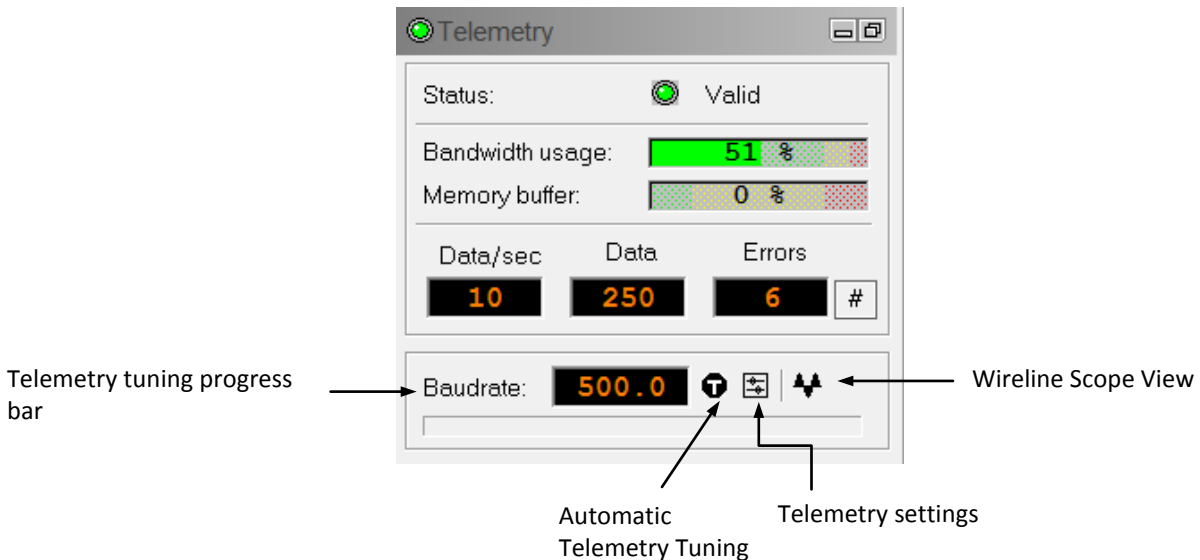 Telemetry
Status: Valid
Bandwidth usage: 51 %
Memory buffer: 0 %
Data/sec Data Errors
10 250 6 #
Telemetry tuning progress
bar
Baudrate: 500.0 T
Wireline Scope View
Automatic
Telemetry Tuning
Telemetry settings